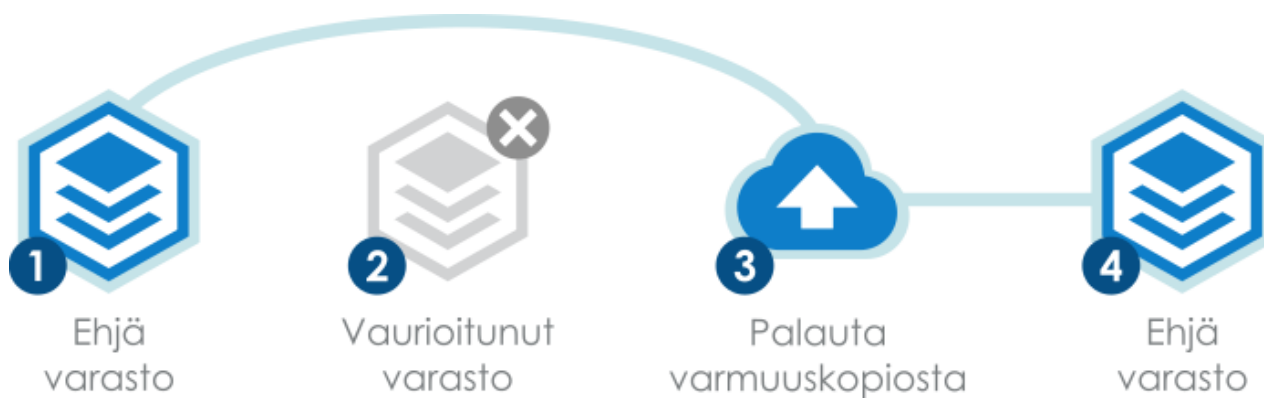 1
Ehjä
varasto
2
Vaurioitunut
varasto
3
Palauta
varmuuskopiosta
4
Ehjä
varasto